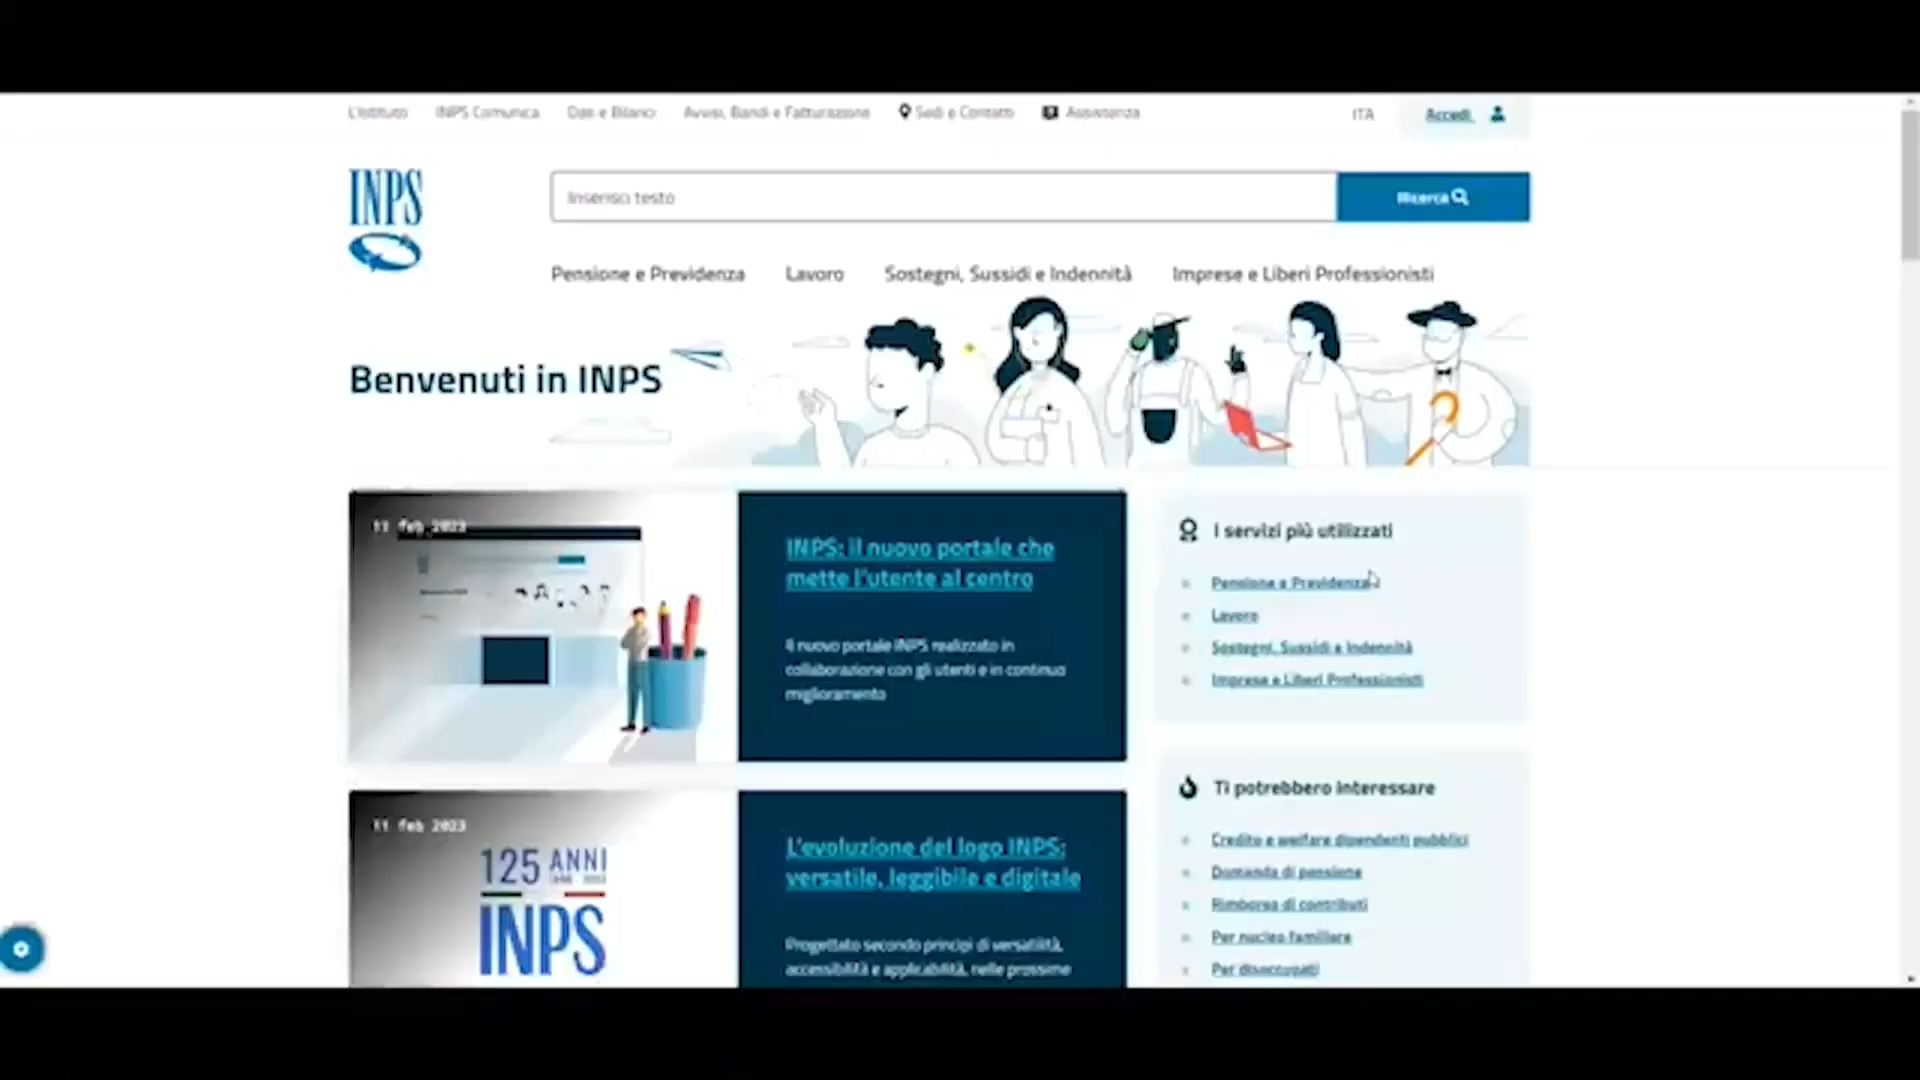 L'Istituto INPS Comunica Dati e Bilanci Avvisi, Bandi e Fatturazione Sedi e Contatti Assistenza ITA Accedi
INPS
Inserisci testo
Ricerca
Pensione e Previdenza Lavoro Sostegni, Sussidi e Indennità Imprese e Liberi Professionisti
Benvenuti in INPS
11 feb 2023
INPS: il nuovo portale che
mette l'utente al centro
Il nuovo portale INPS realizzato in
collaborazione con gli utenti e in continuo
miglioramento
I servizi più utilizzati
Pensione e Previdenza
Lavoro
Sostegni, Sussidi e Indennità
Imprese e Liberi Professionisti
11 feb 2023
125 ANNI
INPS
L'evoluzione del logo INPS:
versatile, leggibile e digitale
Progettato secondo principi di versatilità,
accessibilità e applicabilità, nelle prossime
Ti potrebbero interessare
Credito e welfare dipendenti pubblici
Domanda di pensione
Rimborso di contributi
Per nucleo familiare
Per disoccupati